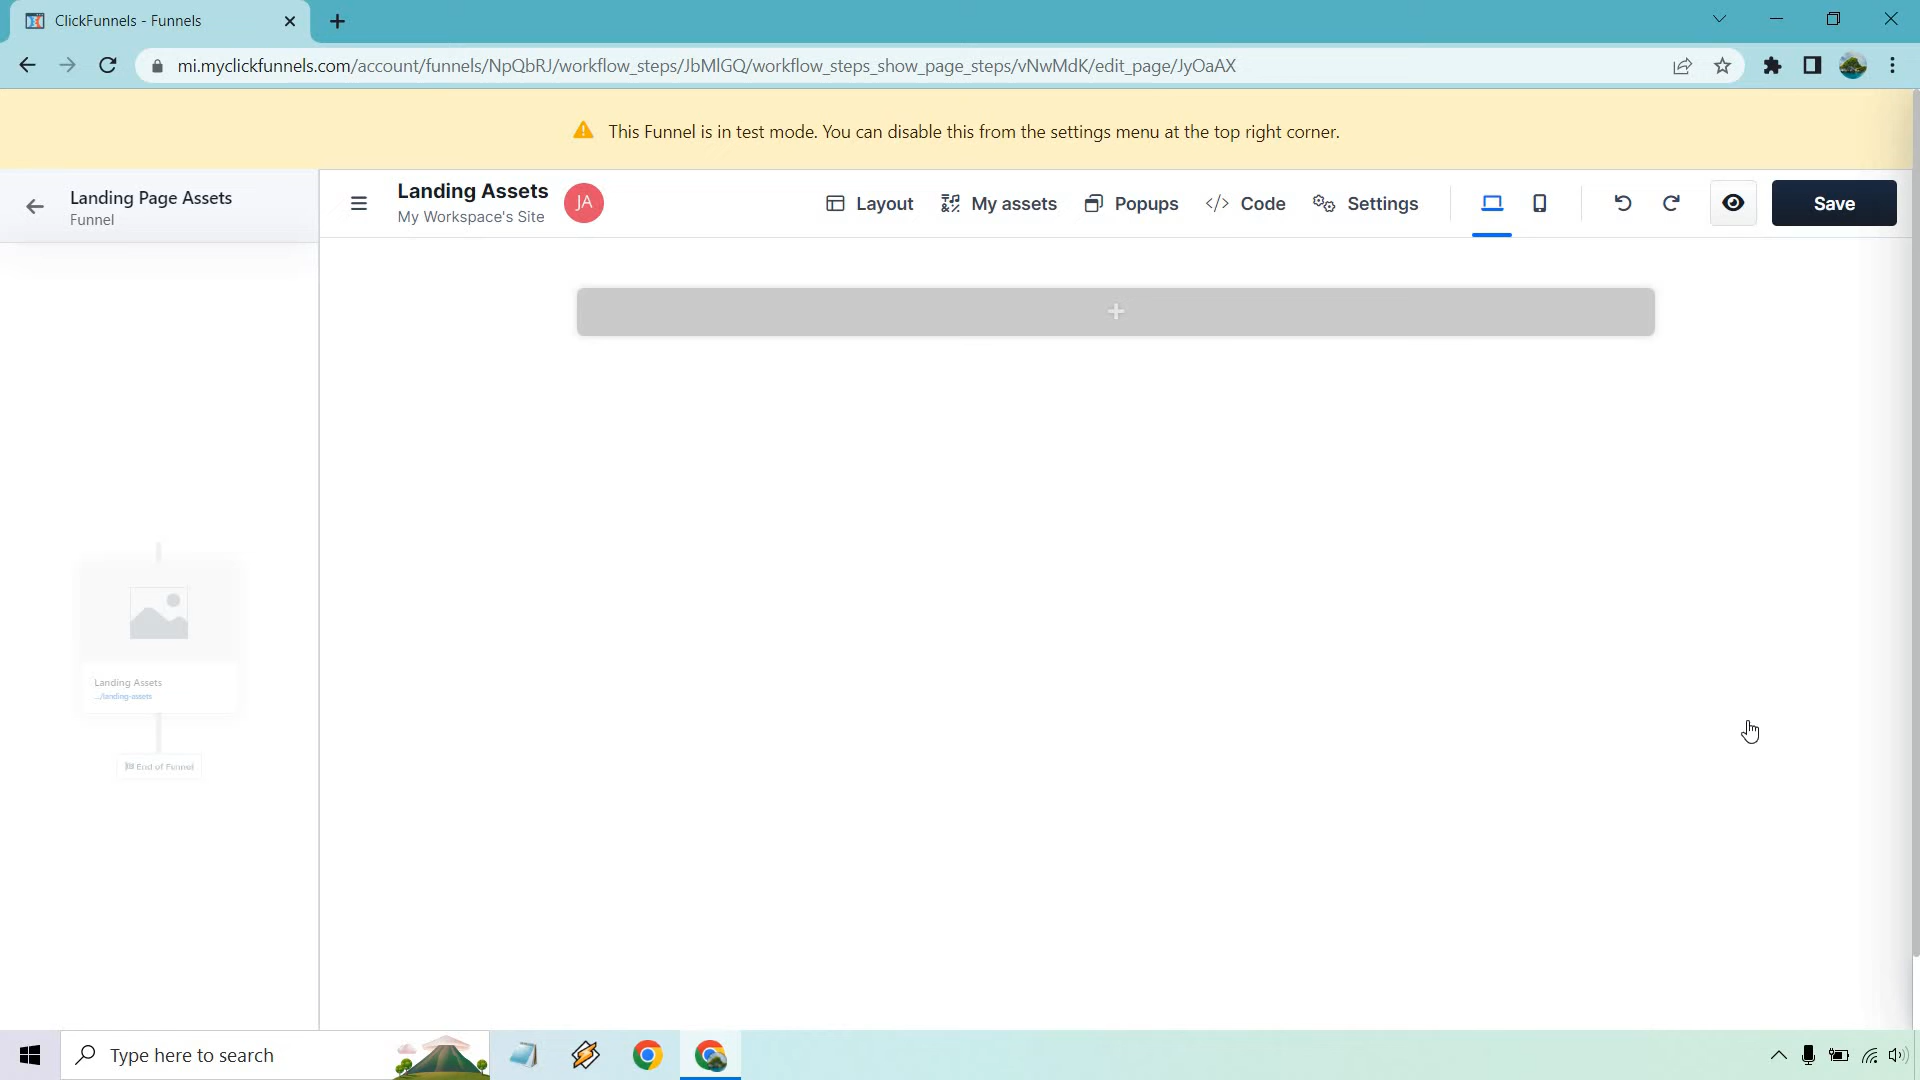 ClickFunnels - Funnels
mi.myclickfunnels.com/account/funnels/NpQbRJ/workflow_steps/JbMlGQ/workflow_steps_show_page_steps/vNwMdK/edit_page/JyOaAX
This Funnel is in test mode. You can disable this from the settings menu at the top right corner.
Landing Page Assets
Funnel
Landing Assets
My Workspace's Site
JA
Layout
My assets
Popups
</> Code
Settings
Save
Landing Assets
.../landing-assets
End of Funnel
Type here to search